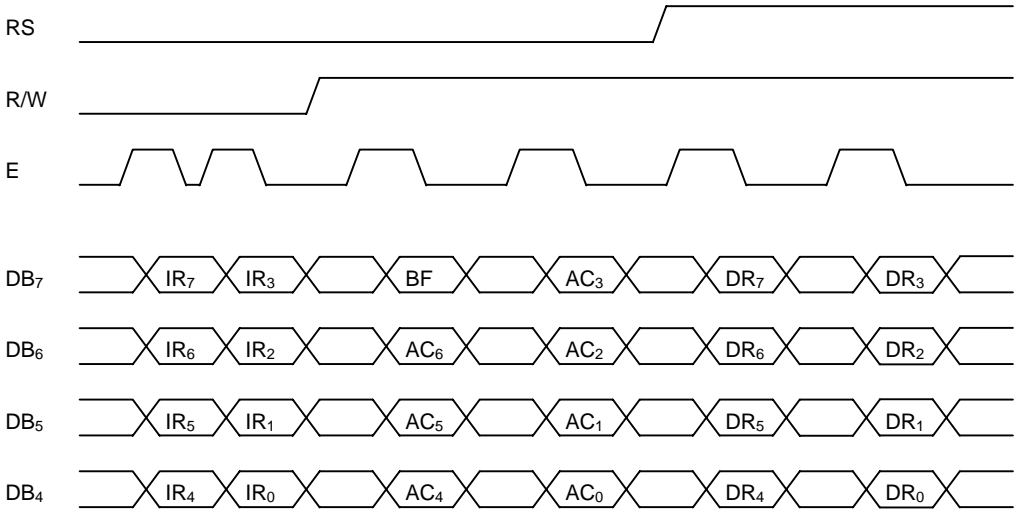 RS
R/W
E
DB₇ IR₇ IR₃ BF AC₃ DR₇ DR₃
DB₆ IR₆ IR₂ AC₆ AC₂ DR₆ DR₂
DB₅ IR₅ IR₁ AC₅ AC₁ DR₅ DR₁
DB₄ IR₄ IR₀ AC₄ AC₀ DR₄ DR₀